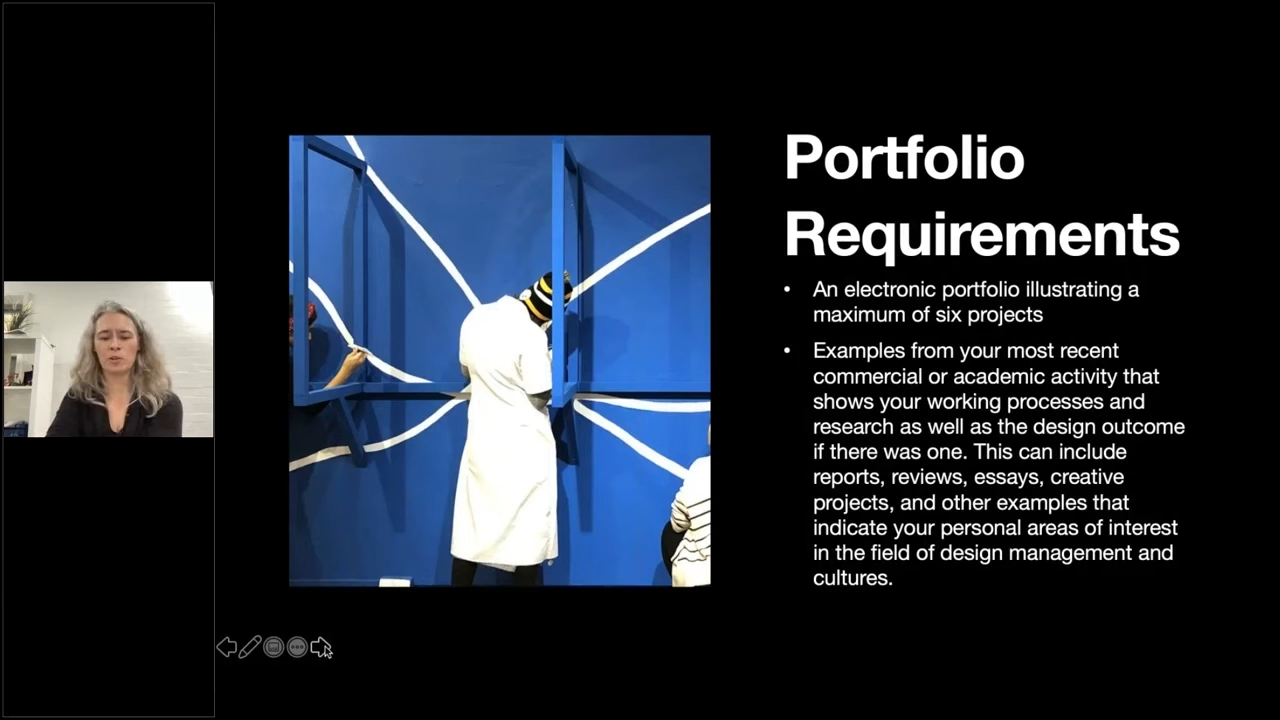 Portfolio
Requirements
• An electronic portfolio illustrating a
maximum of six projects
• Examples from your most recent
commercial or academic activity that
shows your working processes and
research as well as the design outcome
if there was one. This can include
reports, reviews, essays, creative
projects, and other examples that
indicate your personal areas of interest
in the field of design management and
cultures.